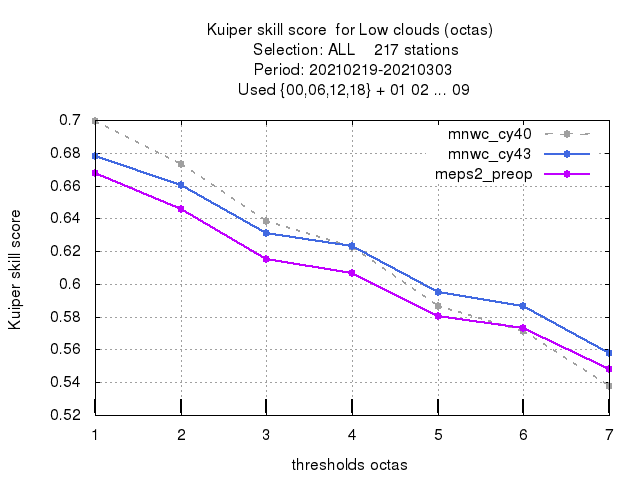 Kuiper skill score  for Low clouds (octas)
Selection: ALL    217 stations
Period: 20210219-20210303
Used {00,06,12,18} + 01 02 ... 09
0.7
0.68
0.66
0.64
0.62
0.6
0.58
0.56
0.54
0.52
Kuiper skill score
mnwc_cy40
mnwc_cy43
meps2_preop
1 2 3 4 5 6 7
thresholds octas